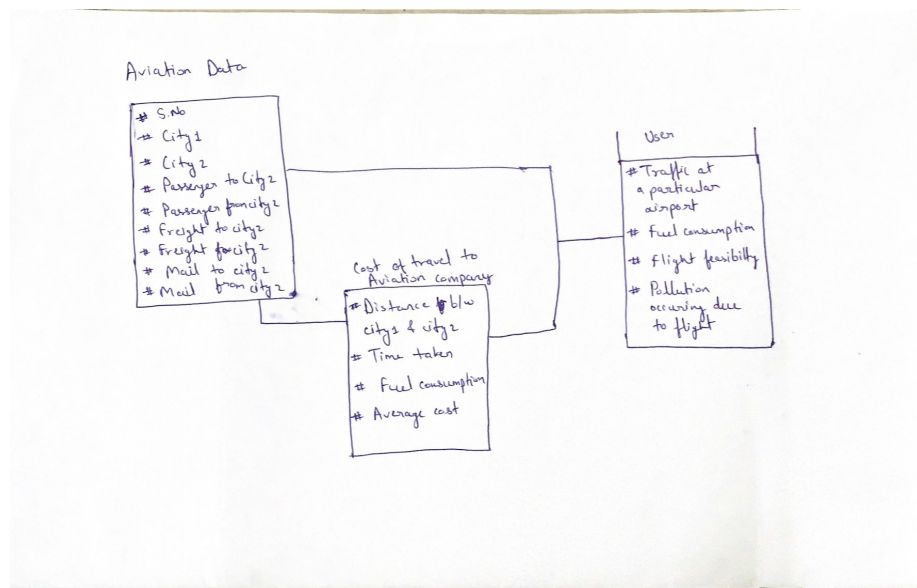 Aviation Data
# S.No
# City 1
# City 2
# Passenger to City 2
# Passenger from city 2
# Freight to city 2
# Freight city 2
# Mail to city 2
# Mail from city 2
Cost of travel to
Aviation company
# Distance b/w
city 1 & city 2
# Time taken
# Fuel consumption
# Average cost
User
# Traffic at
a particular
airport
# Fuel consumption
# Flight feasibilty
# Pollution
occuring due
to flight